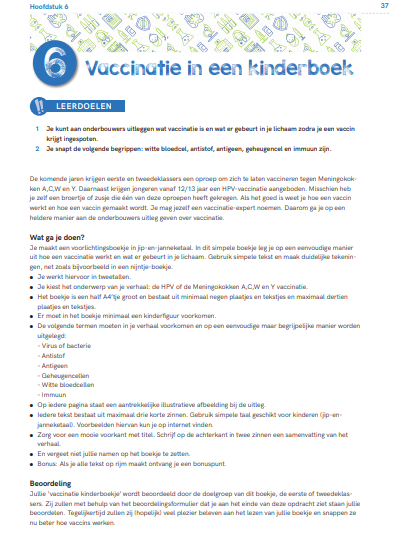 Hoofdstuk 6
37
6 Vaccinatie in een kinderboek
LEERDOELEN
1 Je kunt aan onderbouwers uitleggen wat vaccinatie is en wat er gebeurt in je lichaam zodra je een vaccin
krijgt ingespoten.
2 Je snapt de volgende begrippen: witte bloedcel, antistof, antigeen, geheugencel en immuun zijn.
De komende jaren krijgen eerste en tweedeklassers een oproep om zich te laten vaccineren tegen Meningokok-
ken A,C,W en Y. Daarnaast krijgen jongeren vanaf 12/13 jaar een HPV-vaccinatie aangeboden. Misschien heb
je zelf een broertje of zusje die één van deze oproepen heeft gekregen. Als het goed is weet je hoe een vaccin
werkt en hoe een vaccin gemaakt wordt. Je mag jezelf een vaccinatie-expert noemen. Daarom ga je op een
heldere manier aan de onderbouwers uitleg geven over vaccinatie.
Wat ga je doen?
Je maakt een voorlichtingsboekje in jip-en-janneketaal. In dit simpele boekje leg je op een eenvoudige manier
uit hoe een vaccinatie werkt en wat er gebeurt in je lichaam. Gebruik simpele tekst en maak duidelijke tekenin-
gen, net zoals bijvoorbeeld in een nijntje-boekje.
• Je werkt hiervoor in tweetallen.
• Je kiest het onderwerp van je verhaal: de HPV of de Meningokokken A,C,W en Y vaccinatie.
• Het boekje is een half A4'tje groot en bestaat uit minimaal negen plaatjes en tekstjes en maximaal dertien
plaatjes en tekstjes.
• Er moet in het boekje minimaal een kinderfiguur voorkomen.
• De volgende termen moeten in je verhaal voorkomen en op een eenvoudige maar begrijpelijke manier worden
uitgelegd:
- Virus of bacterie
- Antistof
- Antigeen
- Geheugencellen
- Witte bloedcellen
- Immuun
• Op iedere pagina staat een aantrekkelijke illustratieve afbeelding bij de uitleg.
• Iedere tekst bestaat uit maximaal drie korte zinnen. Gebruik simpele taal geschikt voor kinderen (jip-en-
janneketaal). Voorbeelden hiervan kun je op internet vinden.
• Zorg voor een mooie voorkant met titel. Schrijf op de achterkant in twee zinnen een samenvatting van het
verhaal.
• En vergeet niet jullie namen op het boekje te zetten.
• Bonus: Als je alle tekst op rijm maakt ontvang je een bonuspunt.
Beoordeling
Jullie 'vaccinatie kinderboekje' wordt beoordeeld door de doelgroep van dit boekje, de eerste of tweedeklas-
sers. Zij zullen met behulp van het beoordelingsformulier dat je aan het einde van deze opdracht ziet staan jullie
beoordelen. Tegelijkertijd zullen zij (hopelijk) veel plezier beleven aan het lezen van jullie boekje en snappen ze
nu beter hoe vaccins werken.